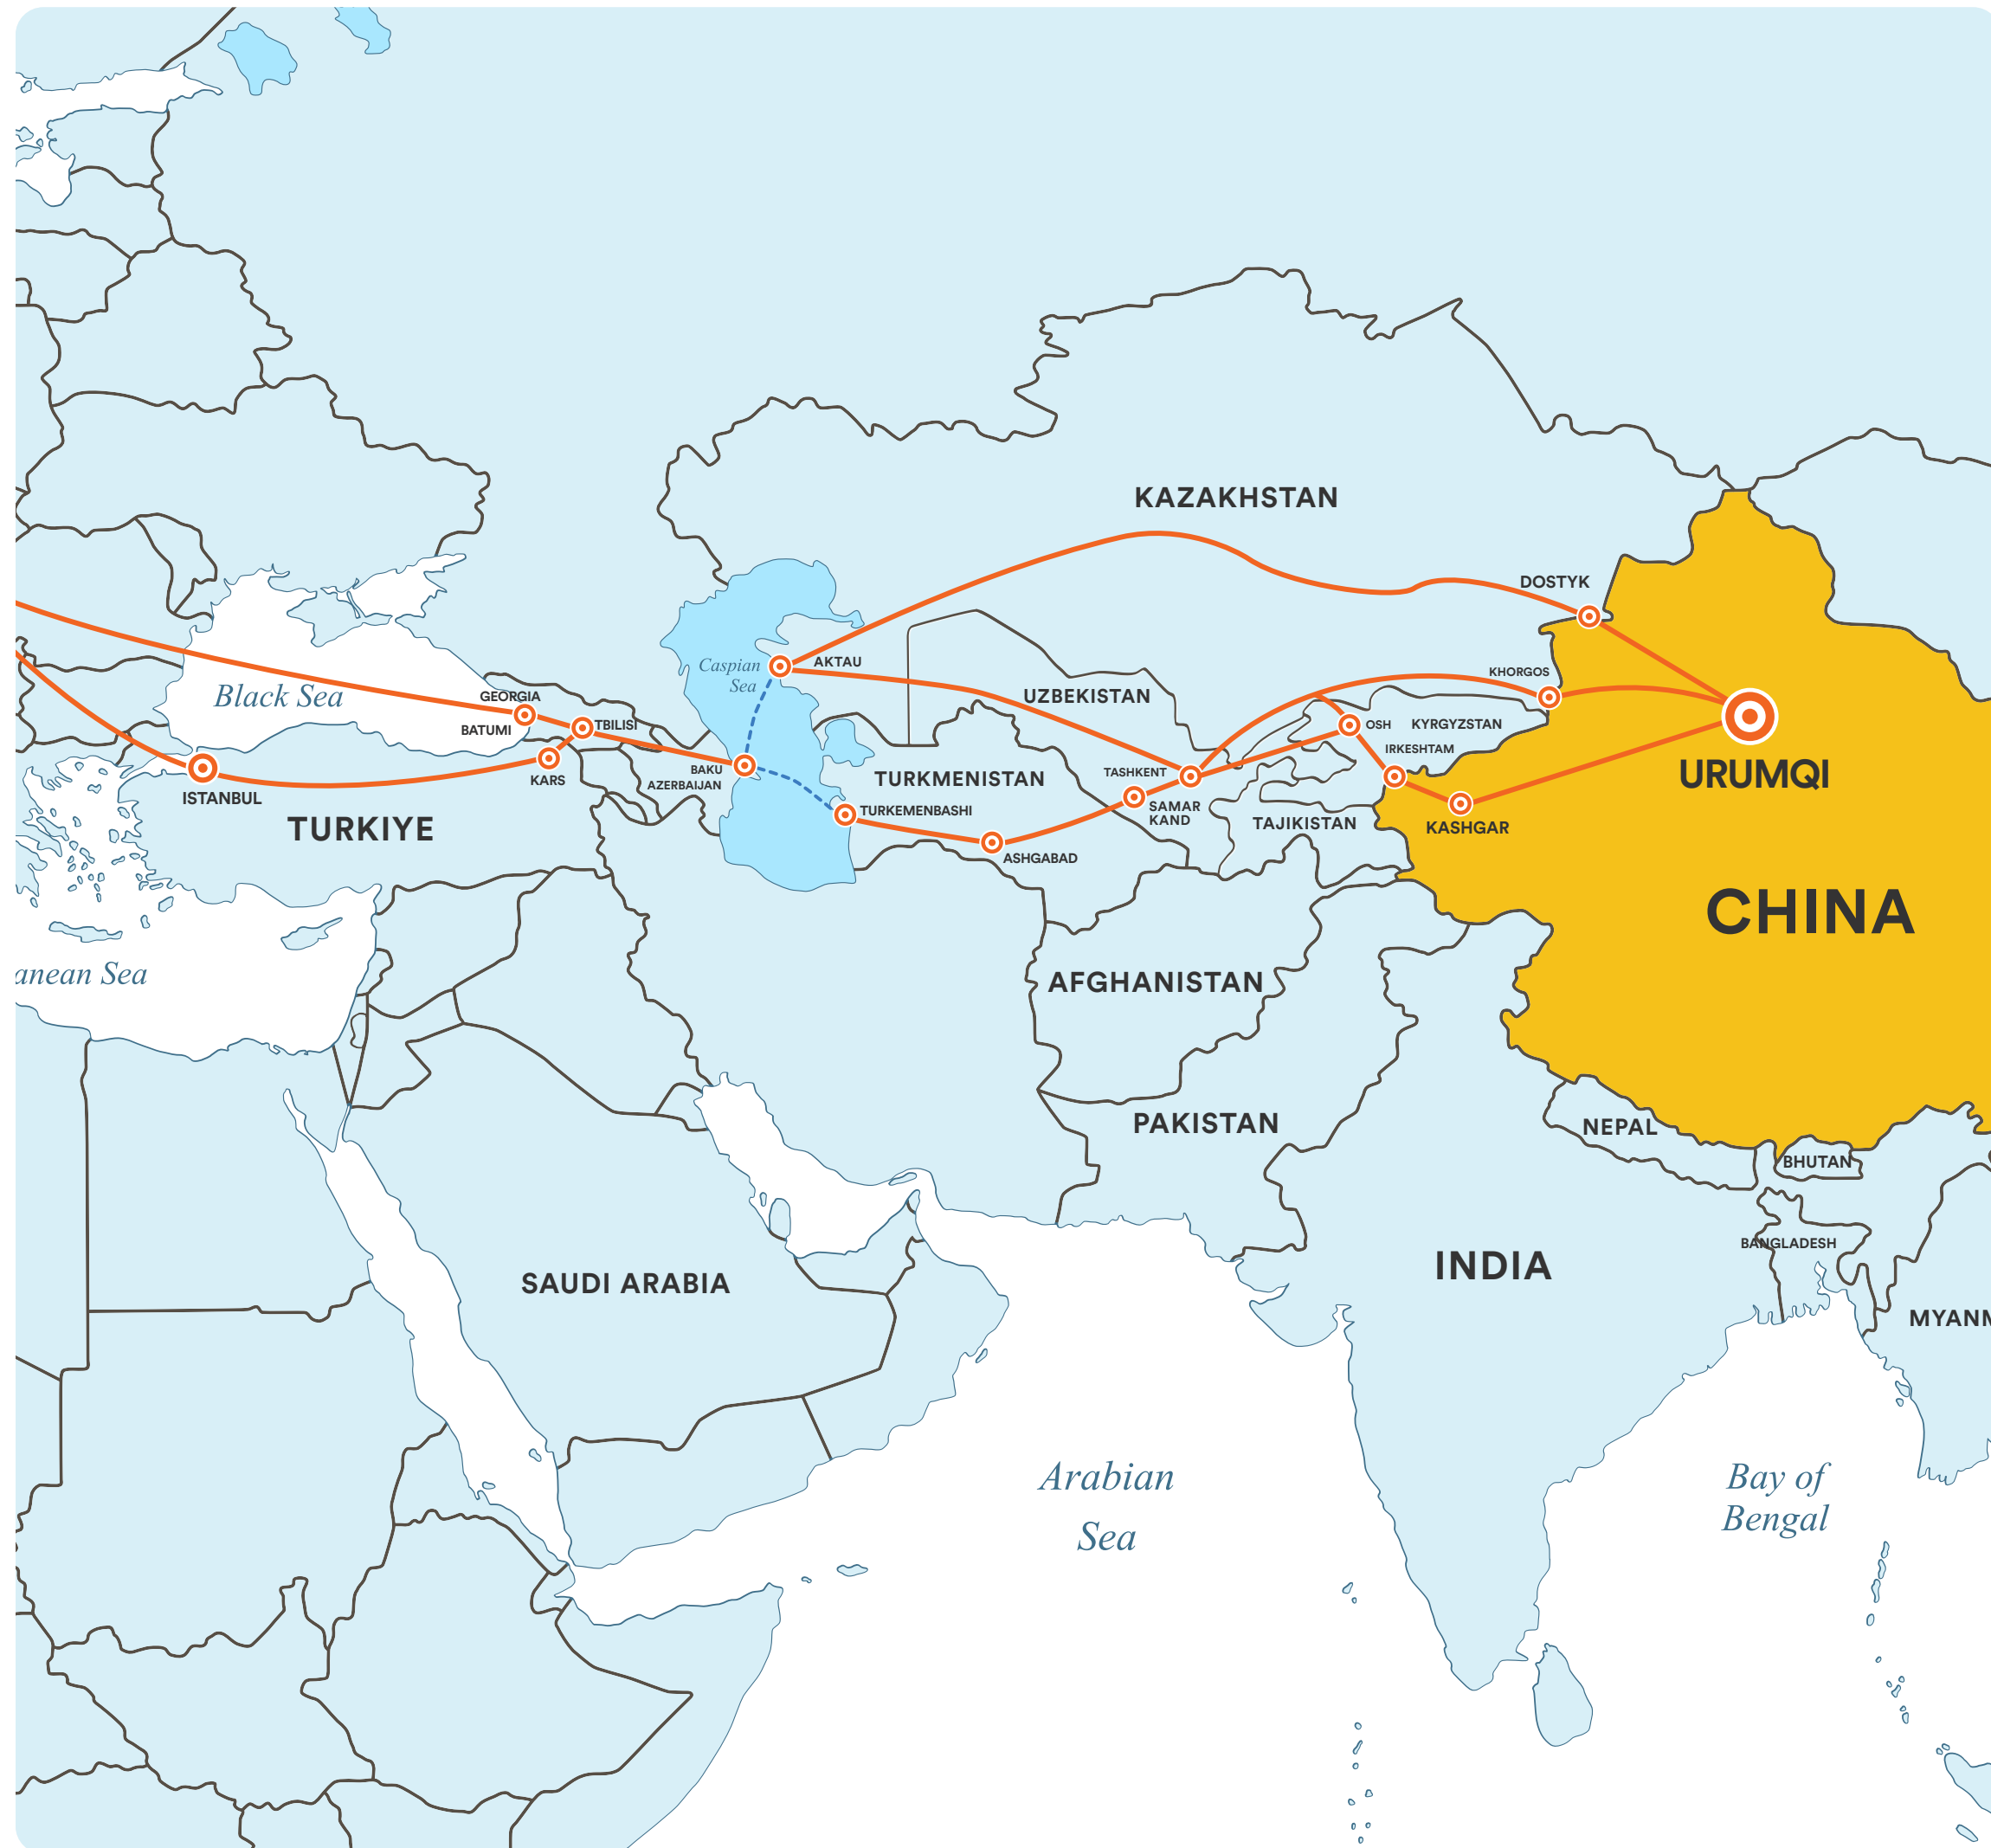 KAZAKHSTAN
DOSTYK
Caspian
Sea
AKTAU
KHORGOS
Black Sea
GEORGIA
UZBEKISTAN
BATUMI
TBILISI
OSH
KYRGYZSTAN
IRKESHTAM
BAKU
TURKMENISTAN
TASHKENT
URUMQI
KARS
AZERBAIJAN
ISTANBUL
TURKEMENBASHI
SAMAR
KAND
TAJIKISTAN
KASHGAR
TURKIYE
ASHGABAD
CHINA
anean Sea
AFGHANISTAN
PAKISTAN
NEPAL
BHUTAN
BANGLADESH
INDIA
SAUDI ARABIA
MYANM
Arabian
Sea
Bay of
Bengal